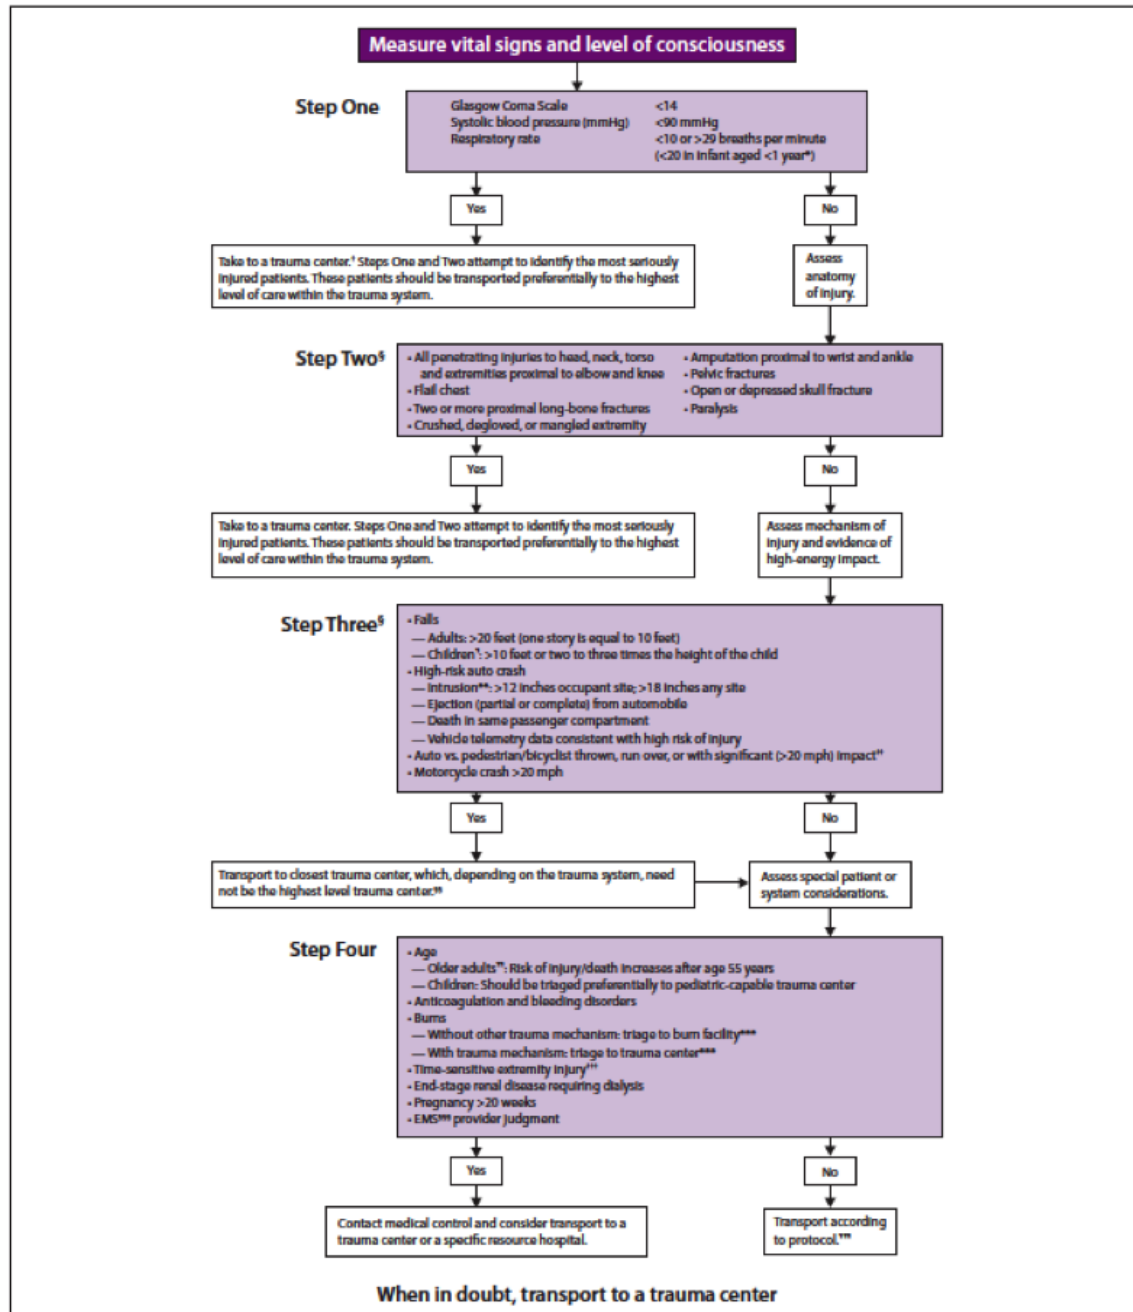 Measure vital signs and level of consciousness
Step One
Glasgow Coma Scale <14
Systolic blood pressure (mmHg) <90 mmHg
Respiratory rate <10 or >29 breaths per minute
(<20 in infant aged <1 year*)
Yes
No
Take to a trauma center.† Steps One and Two attempt to identify the most seriously
injured patients. These patients should be transported preferentially to the highest
level of care within the trauma system.
Assess
anatomy
of injury.
Step Two§
• All penetrating injuries to head, neck, torso
and extremities proximal to elbow and knee
• Flail chest
• Two or more proximal long-bone fractures
• Crushed, degloved, or mangled extremity
• Amputation proximal to wrist and ankle
• Pelvic fractures
• Open or depressed skull fracture
• Paralysis
Yes
No
Take to a trauma center. Steps One and Two attempt to identify the most seriously
injured patients. These patients should be transported preferentially to the highest
level of care within the trauma system.
Assess mechanism of
injury and evidence of
high-energy impact.
Step Three§
• Falls
— Adults: >20 feet (one story is equal to 10 feet)
— Children¶: >10 feet or two to three times the height of the child
• High-risk auto crash
— Intrusion**: >12 inches occupant site; >18 inches any site
— Ejection (partial or complete) from automobile
— Death in same passenger compartment
— Vehicle telemetry data consistent with high risk of injury
• Auto vs. pedestrian/bicyclist thrown, run over, or with significant (>20 mph) impact††
• Motorcycle crash >20 mph
Yes
No
Transport to closest trauma center, which, depending on the trauma system, need
not be the highest level trauma center.§§
Assess special patient or
system considerations.
Step Four
• Age
— Older adults¶¶: Risk of injury/death increases after age 55 years
— Children: Should be triaged preferentially to pediatric-capable trauma center
• Anticoagulation and bleeding disorders
• Burns
— Without other trauma mechanism: triage to burn facility***
— With trauma mechanism: triage to trauma center***
• Time-sensitive extremity injury†††
• End-stage renal disease requiring dialysis
• Pregnancy >20 weeks
• EMS§§§ provider judgment
Yes
No
Contact medical control and consider transport to a
trauma center or a specific resource hospital.
Transport according
to protocol.¶¶¶
When in doubt, transport to a trauma center